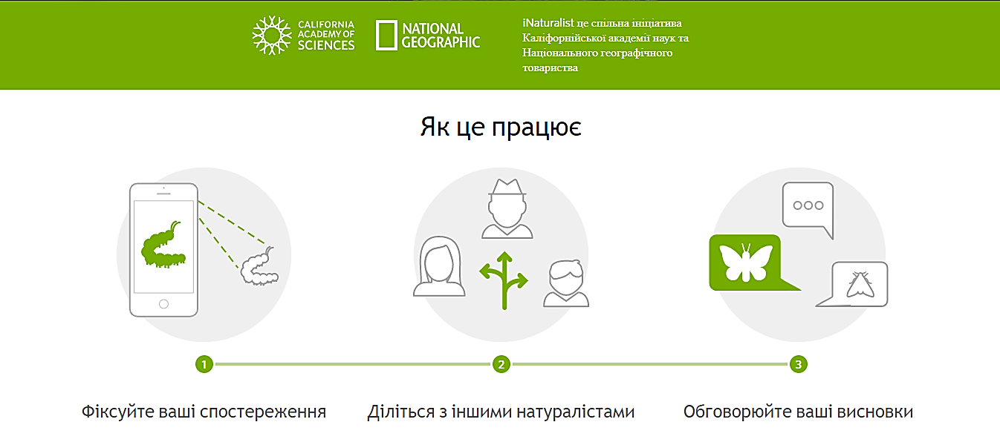 CALIFORNIA
ACADEMY OF
SCIENCES
NATIONAL
GEOGRAPHIC
iNaturalist це спільна ініціатива
Каліфорнійської академії наук та
Національного географічного
товариства
Як це працює
1
2
3
Фіксуйте ваші спостереження
Діліться з іншими натуралістами
Обговорюйте ваші висновки